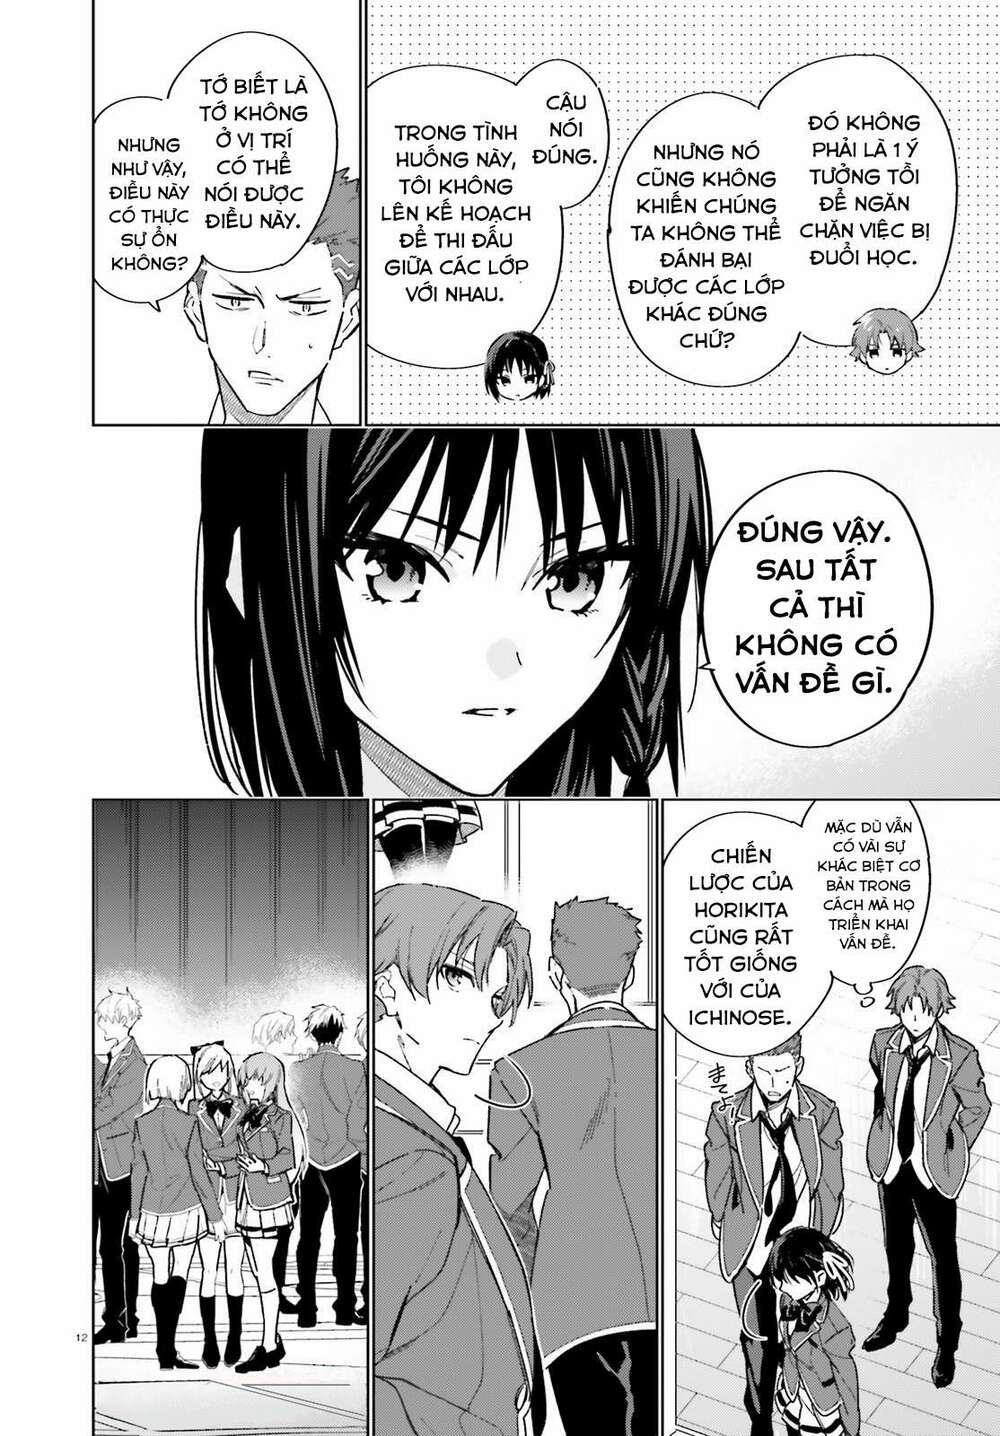 ĐÓ KHÔNG
PHẢI LÀ 1 Ý
TƯỞNG TỒI
ĐỂ NGĂN
CHẶN VIỆC BỊ
ĐUỔI HỌC.
NHƯNG NÓ
CŨNG KHÔNG
KHIẾN CHÚNG
TA KHÔNG THỂ
ĐÁNH BẠI
ĐƯỢC CÁC LỚP
KHÁC ĐÚNG
CHỨ?
CẬU
NÓI
ĐÚNG.
TRONG TÌNH
HUỐNG NÀY,
TÔI KHÔNG
LÊN KẾ HOẠCH
ĐỂ THI ĐẤU
GIỮA CÁC LỚP
VỚI NHAU.
TỚ BIẾT LÀ
TỚ KHÔNG
Ở VỊ TRÍ
CÓ THỂ
NÓI ĐƯỢC
ĐIỀU NÀY.
NHƯNG
NHƯ VẬY,
ĐIỀU NÀY
CÓ THỰC
SỰ ỔN
KHÔNG?
ĐÚNG VẬY.
SAU TẤT
CẢ THÌ
KHÔNG CÓ
VẤN ĐỀ GÌ.
MẶC DÙ VẪN
CÓ VÀI SỰ
KHÁC BIỆT CƠ
BẢN TRONG
CÁCH MÀ HỌ
TRIỂN KHAI
VẤN ĐỀ.
CHIẾN
LƯỢC CỦA
HORIKITA
CŨNG RẤT
TỐT GIỐNG
VỚI CỦA
ICHINOSE.
まてよ!
12